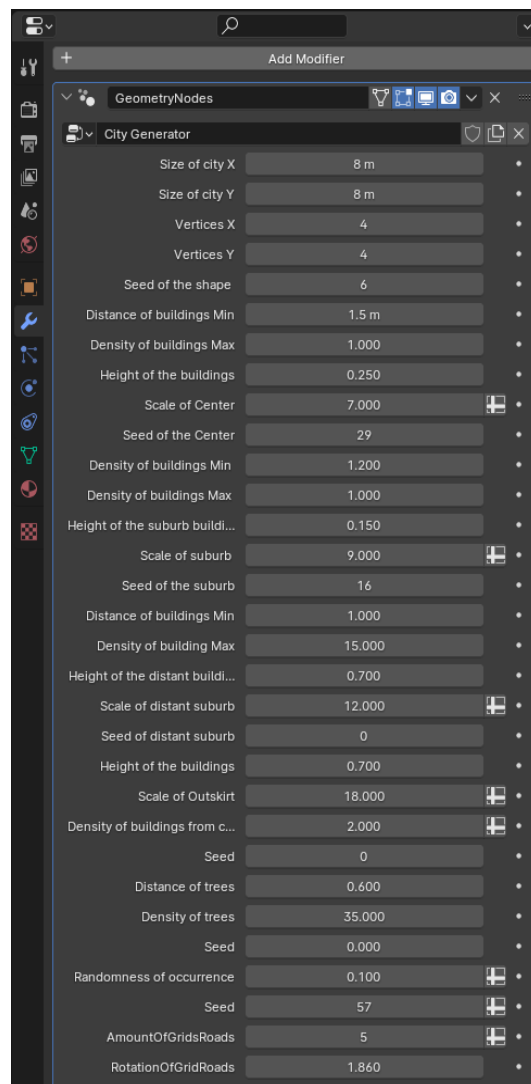 Add Modifier
GeometryNodes
City Generator
Size of city X 8 m
Size of city Y 8 m
Vertices X 4
Vertices Y 4
Seed of the shape 6
Distance of buildings Min 1.5 m
Density of buildings Max 1.000
Height of the buildings 0.250
Scale of Center 7.000
Seed of the Center 29
Density of buildings Min 1.200
Density of buildings Max 1.000
Height of the suburb buildi... 0.150
Scale of suburb 9.000
Seed of the suburb 16
Distance of buildings Min 1.000
Density of building Max 15.000
Height of the distant buildi... 0.700
Scale of distant suburb 12.000
Seed of distant suburb 0
Height of the buildings 0.700
Scale of Outskirt 18.000
Density of buildings from c... 2.000
Seed 0
Distance of trees 0.600
Density of trees 35.000
Seed 0.000
Randomness of occurrence 0.100
Seed 57
AmountOfGridsRoads 5
RotationOfGridRoads 1.860